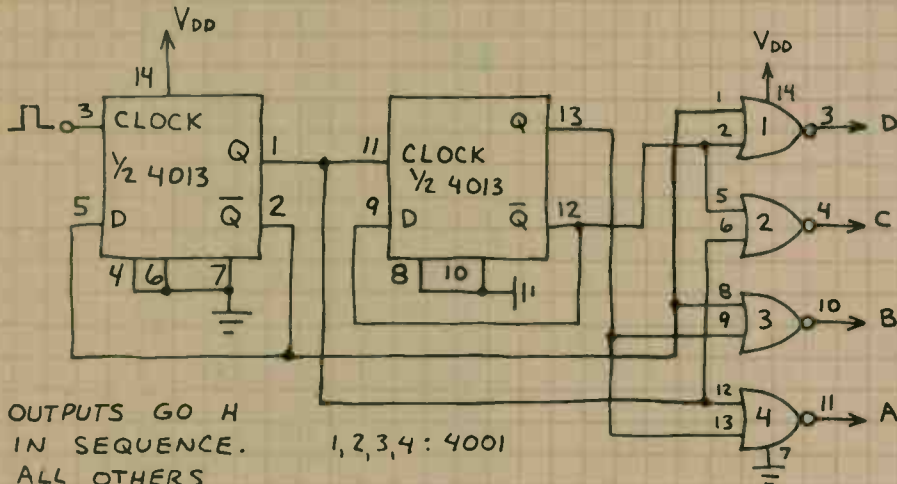 VDD
14
3 CLOCK
Q 1
½ 4013
5 D Q̅ 2
4 6 7
13
Q
11 CLOCK
½ 4013
9 D Q̅ 12
8 10
VDD
14
1
2 1 3 D
5
6 2 4 C
8
9 3 10 B
12
13 4 11 A
7
OUTPUTS GO H
IN SEQUENCE.
ALL OTHERS
1,2,3,4: 4001